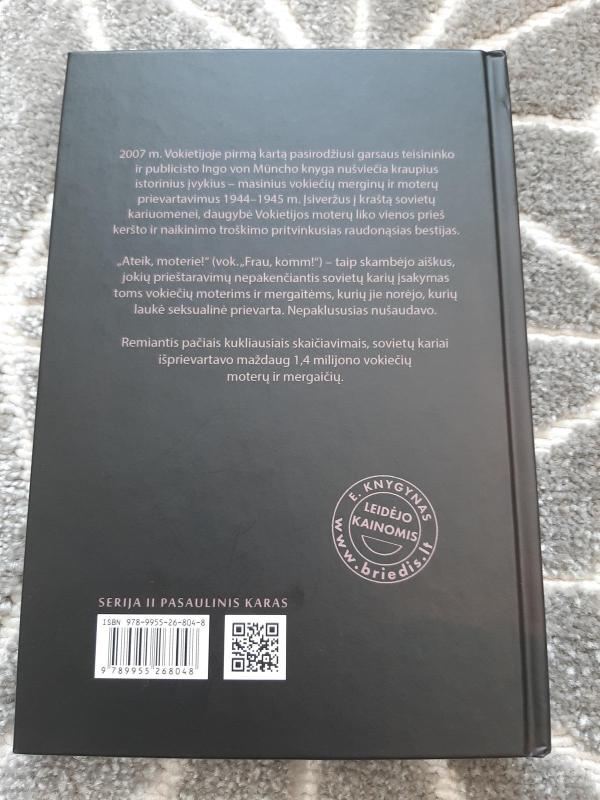 2007 m. Vokietijoje pirmą kartą pasirodžiusi garsaus teisininko
ir publicisto Ingo von Müncho knyga nušviečia kraupius
istorinius įvykius – masinius vokiečių merginų ir moterų
prievartavimus 1944–1945 m. Įsiveržus į kraštą sovietų
kariuomenei, daugybė Vokietijos moterų liko vienos prieš
keršto ir naikinimo troškimo pritvinkusias raudonąsias bestijas.
„Ateik, moterie!“ (vok. „Frau, komm!“) – taip skambėjo aiškus,
jokių prieštaravimų nepakenčiantis sovietų karių įsakymas
toms vokiečių moterims ir mergaitėms, kurių jie norėjo, kurių
laukė seksualinė prievarta. Nepaklususias nušaudavo.
Remiantis pačiais kukliausiais skaičiavimais, sovietų kariai
išprievartavo maždaug 1,4 milijono vokiečių
moterų ir mergaičių.
E. KNYGYNAS
LEIDĖJO
KAINOMIS
www.briedis.lt
SERIJA II PASAULINIS KARAS
ISBN 978-9955-26-804-8
9 789955 268048